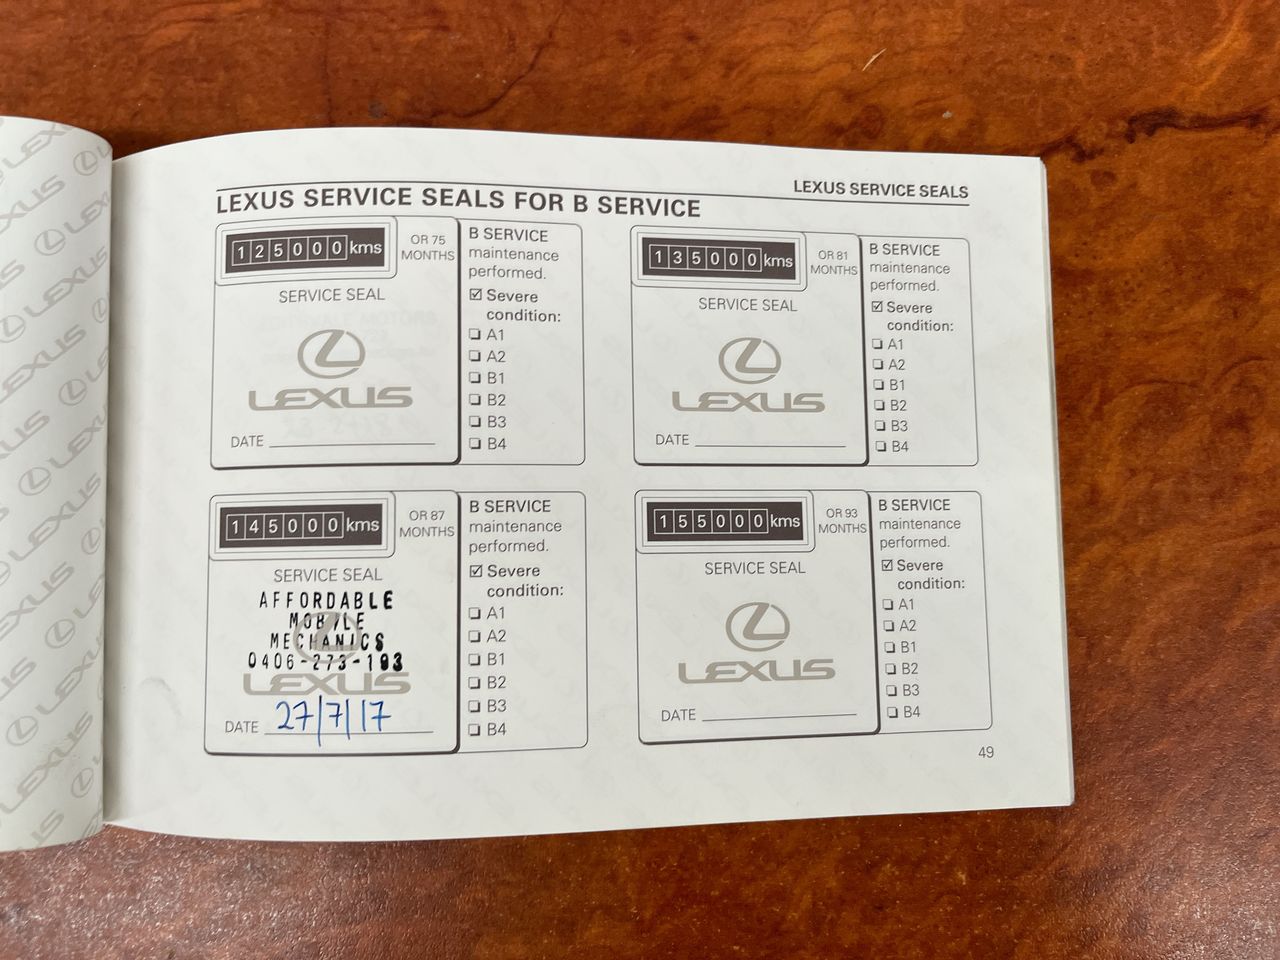 LEXUS SERVICE SEALS
LEXUS SERVICE SEALS FOR B SERVICE
125000 kms
OR 75
MONTHS
SERVICE SEAL
LEXUS
DATE
B SERVICE
maintenance
performed.
☑ Severe
condition:
❏ A1
❏ A2
❏ B1
❏ B2
❏ B3
❏ B4
135000 kms
OR 81
MONTHS
SERVICE SEAL
LEXUS
DATE
B SERVICE
maintenance
performed.
☑ Severe
condition:
❏ A1
❏ A2
❏ B1
❏ B2
❏ B3
❏ B4
145000 kms
OR 87
MONTHS
SERVICE SEAL
AFFORDABLE
MOBILE
MECHANICS
0406-273-193
LEXUS
DATE 27/7/17
B SERVICE
maintenance
performed.
☑ Severe
condition:
❏ A1
❏ A2
❏ B1
❏ B2
❏ B3
❏ B4
155000 kms
OR 93
MONTHS
SERVICE SEAL
LEXUS
DATE
B SERVICE
maintenance
performed.
☑ Severe
condition:
❏ A1
❏ A2
❏ B1
❏ B2
❏ B3
❏ B4
49